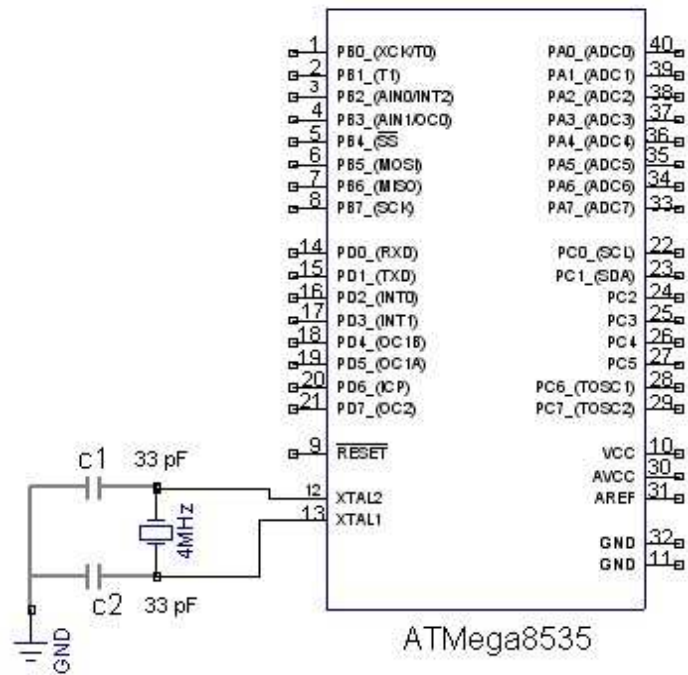 1 PB0_(XCK/T0) PA0_(ADC0) 40
2 PB1_(T1) PA1_(ADC1) 39
3 PB2_(AIN0/INT2) PA2_(ADC2) 38
4 PB3_(AIN1/OC0) PA3_(ADC3) 37
5 PB4_(SS PA4_(ADC4) 36
6 PB5_(MOSI) PA5_(ADC5) 35
7 PB6_(MISO) PA6_(ADC6) 34
8 PB7_(SCK) PA7_(ADC7) 33
14 PD0_(RXD) PC0_(SCL) 22
15 PD1_(TXD) PC1_(SDA) 23
16 PD2_(INT0) PC2 24
17 PD3_(INT1) PC3 25
18 PD4_(OC1B) PC4 26
19 PD5_(OC1A) PC5 27
20 PD6_(ICP) PC6_(TOSC1) 28
21 PD7_(OC2) PC7_(TOSC2) 29
9 RESET VCC 10
AVCC 30
c1 33 pF
12 XTAL2 AREF 31
13 XTAL1
4MHz
GND 32
GND 11
c2 33 pF
GND
ATMega8535